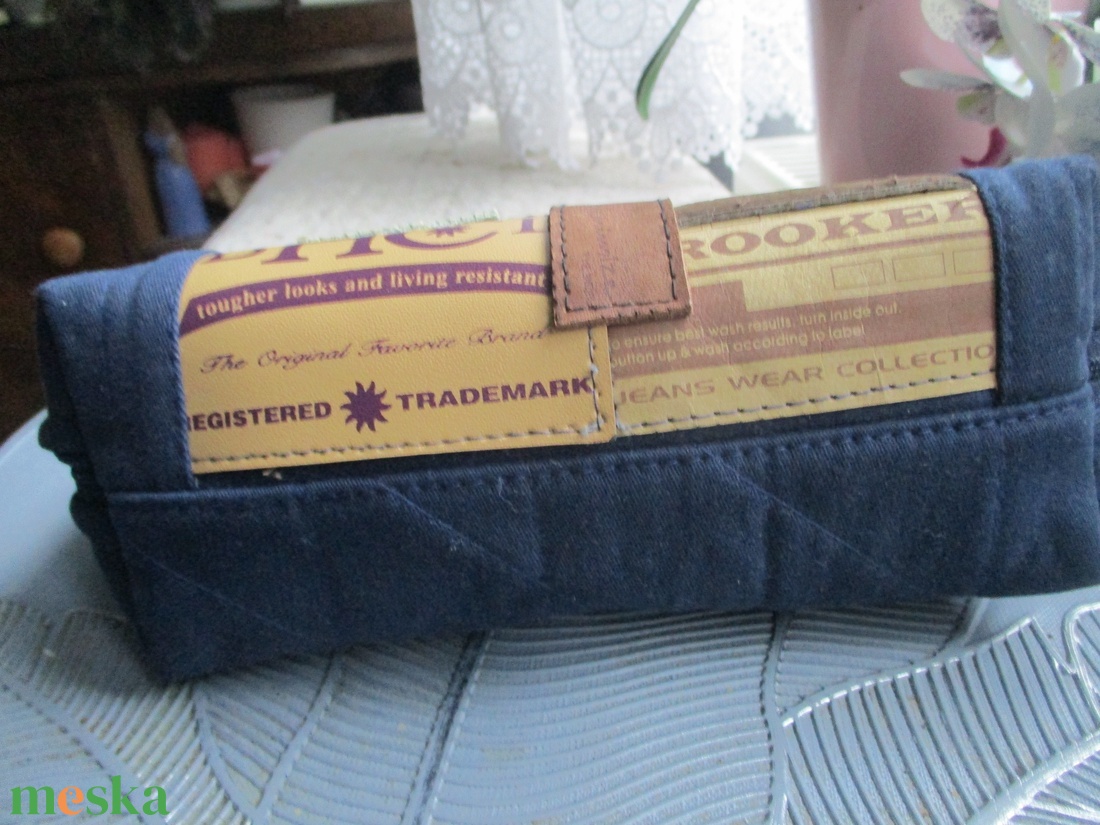 tougher looks and living resistant
The Original Favorite Brand
REGISTERED TRADEMARK
ROOKER
o ensure best wash results, turn inside out.
button up & wash according to label
JEANS WEAR COLLECTIO
meska